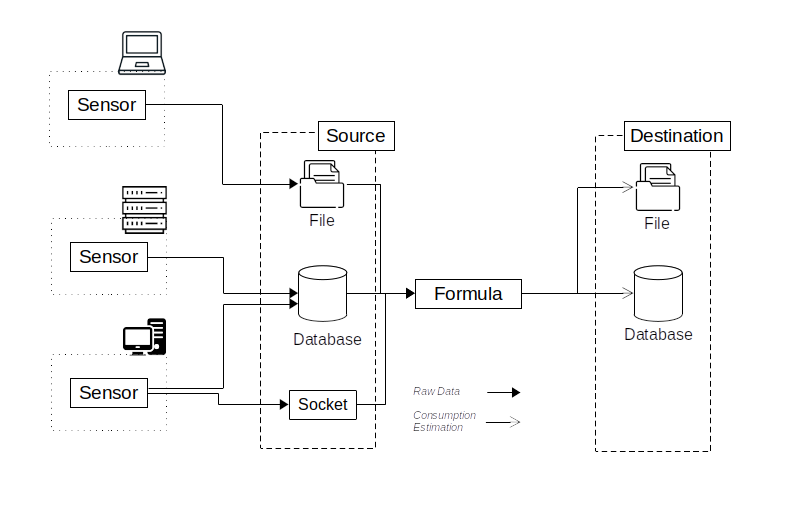 Sensor
Source
Destination
File
File
Sensor
Formula
Database
Database
Sensor
Socket
Raw Data
Consumption
Estimation